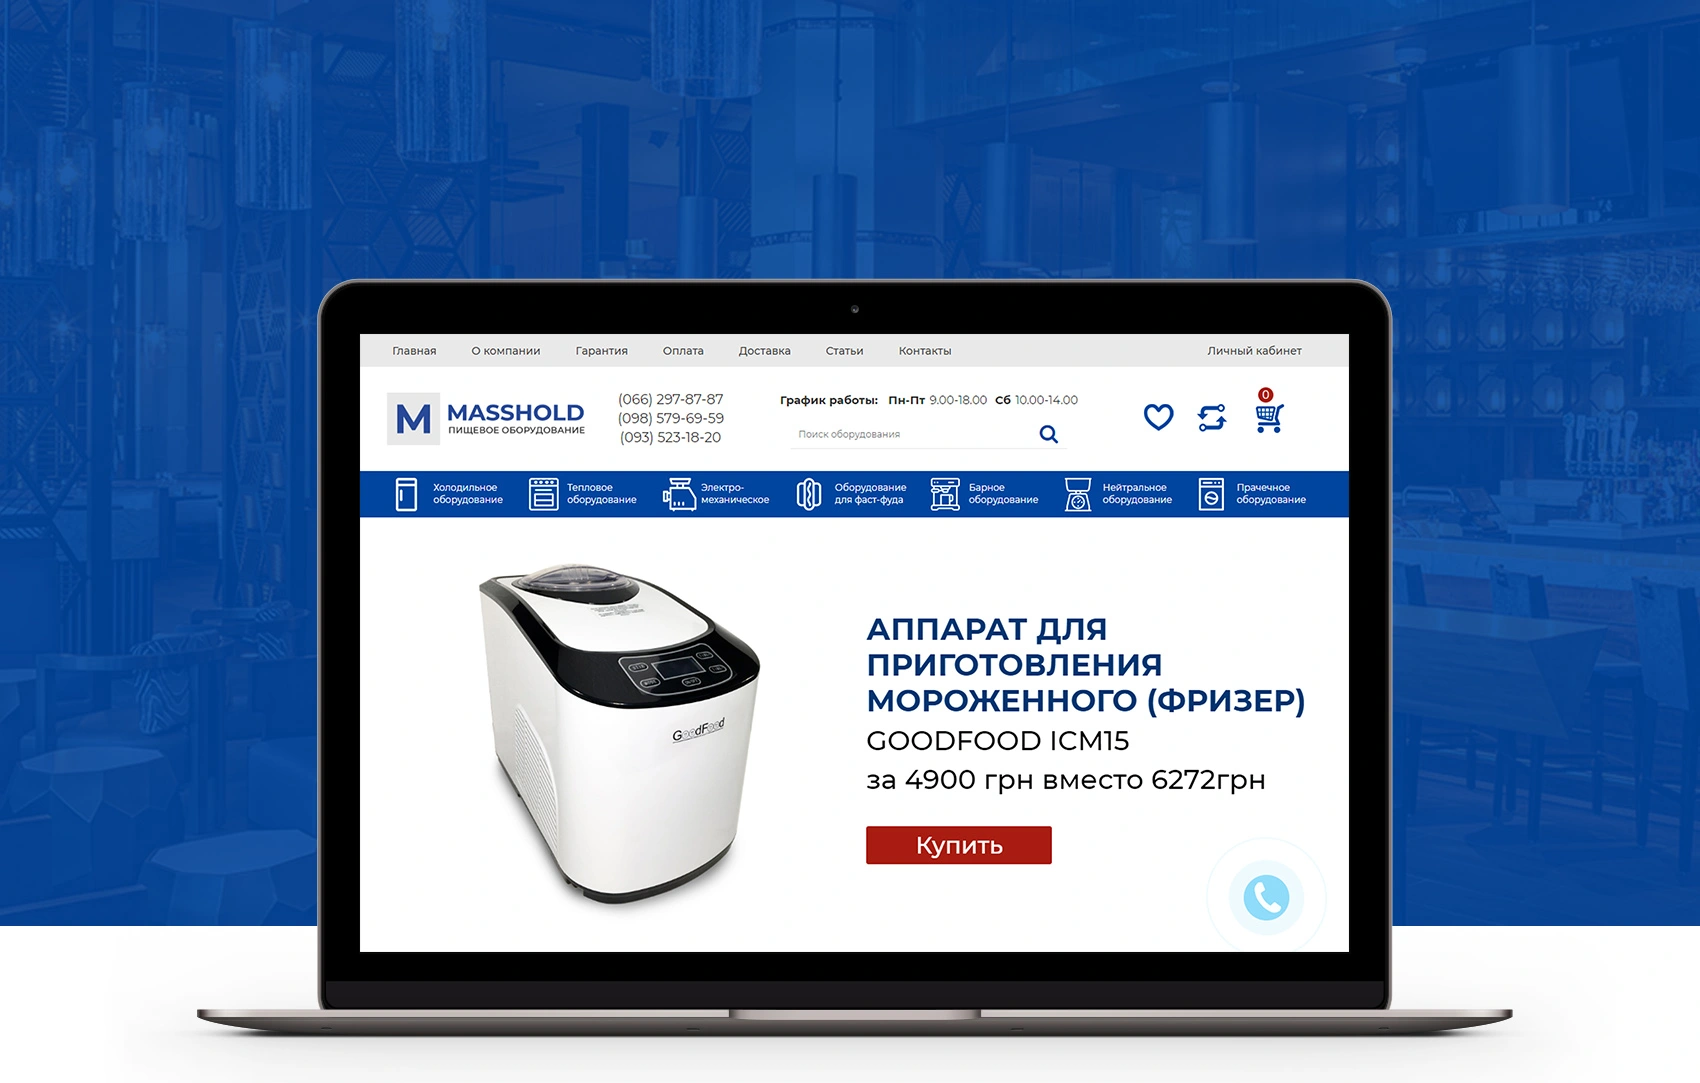 Главная О компании Гарантия Оплата Доставка Статьи Контакты Личный кабинет
M MASSHOLD
ПИЩЕВОЕ ОБОРУДОВАНИЕ
(066) 297-87-87
(098) 579-69-59
(093) 523-18-20
График работы: Пн-Пт 9.00-18.00 Сб 10.00-14.00
Поиск оборудования
0
Холодильное
оборудование
Тепловое
оборудование
Электро-
механическое
Оборудование
для фаст-фуда
Барное
оборудование
Нейтральное
оборудование
Прачечное
оборудование
GoodFood
АППАРАТ ДЛЯ
ПРИГОТОВЛЕНИЯ
МОРОЖЕННОГО (ФРИЗЕР)
GOODFOOD ICM15
за 4900 грн вместо 6272грн
Купить